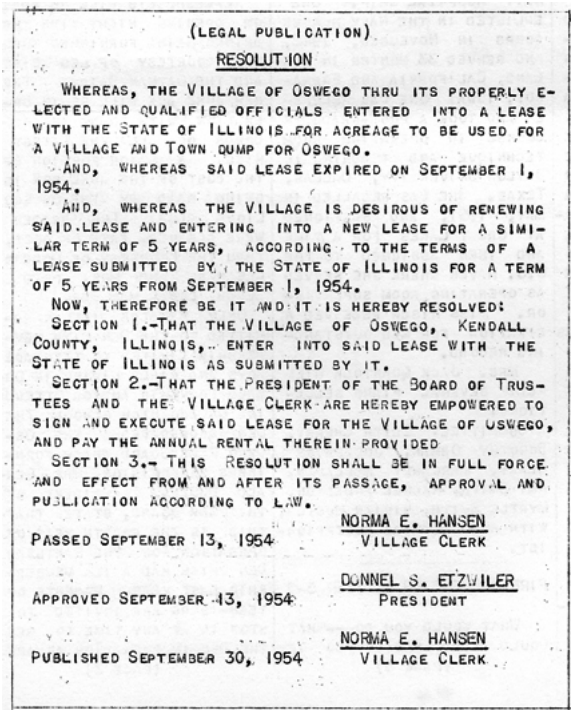 (LEGAL PUBLICATION)
RESOLUTION
WHEREAS, THE VILLAGE OF OSWEGO THRU ITS PROPERLY E-
LECTED AND QUALIFIED OFFICIALS ENTERED INTO A LEASE
WITH THE STATE OF ILLINOIS FOR ACREAGE TO BE USED FOR
A VILLAGE AND TOWN DUMP FOR OSWEGO.
AND, WHEREAS SAID LEASE EXPIRED ON SEPTEMBER 1,
1954.
AND, WHEREAS THE VILLAGE IS DESIROUS OF RENEWING
SAID LEASE AND ENTERING INTO A NEW LEASE FOR A SIMI-
LAR TERM OF 5 YEARS, ACCORDING TO THE TERMS OF A
LEASE SUBMITTED BY THE STATE OF ILLINOIS FOR A TERM
OF 5 YEARS FROM SEPTEMBER 1, 1954.
NOW, THEREFORE BE IT AND IT IS HEREBY RESOLVED:
SECTION 1.-THAT THE VILLAGE OF OSWEGO, KENDALL
COUNTY, ILLINOIS, ENTER INTO SAID LEASE WITH THE
STATE OF ILLINOIS AS SUBMITTED BY IT.
SECTION 2.-THAT THE PRESIDENT OF THE BOARD OF TRUS-
TEES AND THE VILLAGE CLERK ARE HEREBY EMPOWERED TO
SIGN AND EXECUTE SAID LEASE FOR THE VILLAGE OF OSWEGO,
AND PAY THE ANNUAL RENTAL THEREIN PROVIDED
SECTION 3.- THIS RESOLUTION SHALL BE IN FULL FORCE
AND EFFECT FROM AND AFTER ITS PASSAGE, APPROVAL AND
PUBLICATION ACCORDING TO LAW.
NORMA E. HANSEN
PASSED SEPTEMBER 13, 1954 VILLAGE CLERK
DONNEL S. ETZWILER
APPROVED SEPTEMBER 13, 1954 PRESIDENT
NORMA E. HANSEN
PUBLISHED SEPTEMBER 30, 1954 VILLAGE CLERK